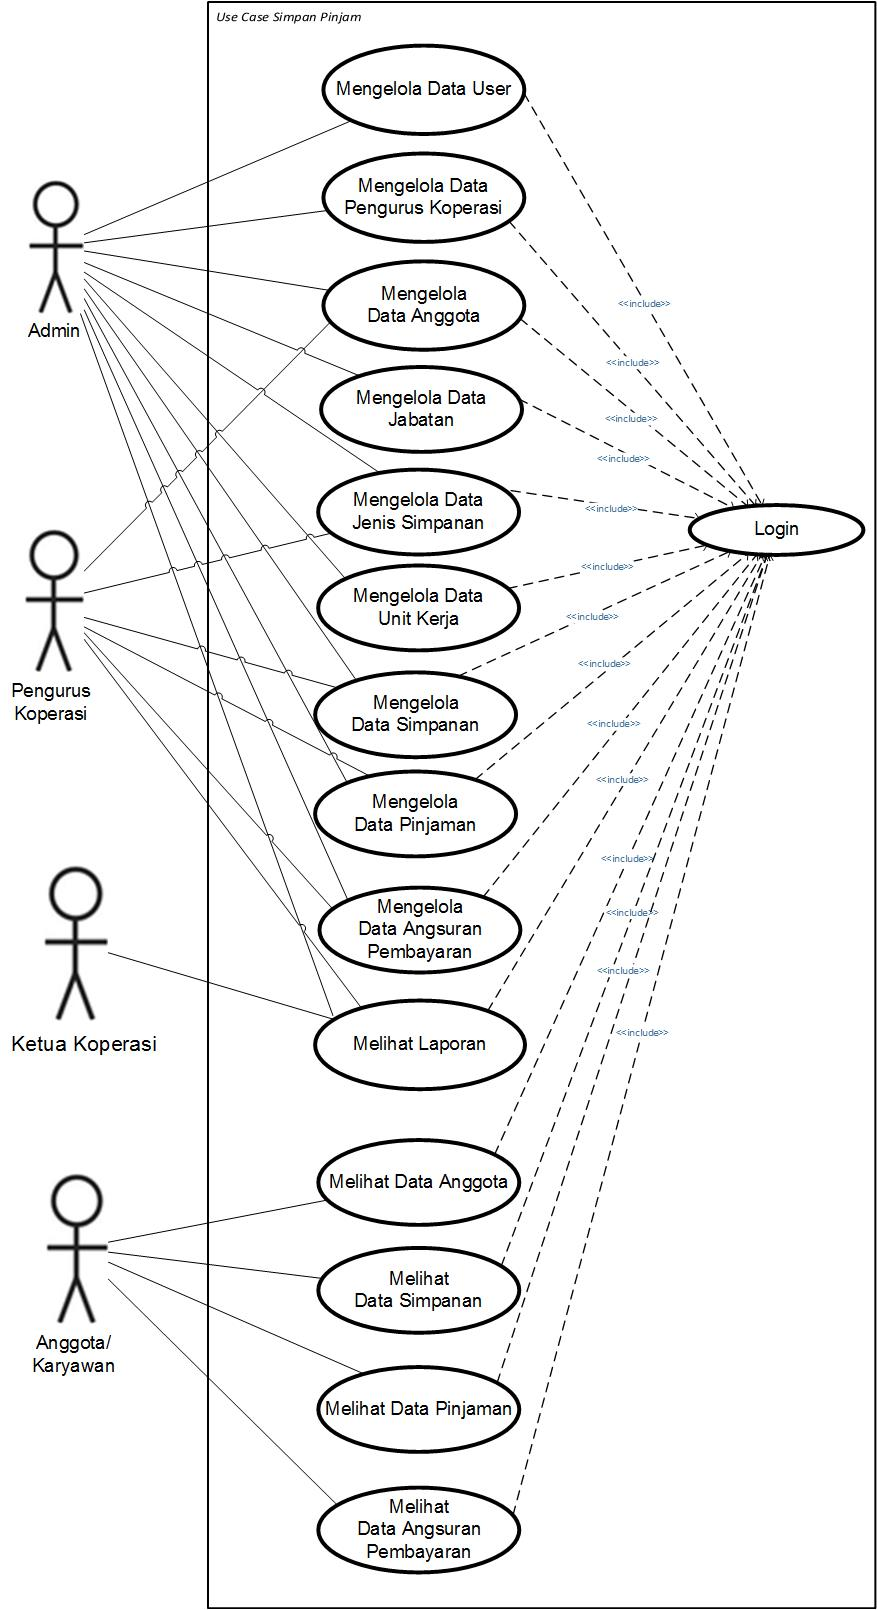 Use Case Simpan Pinjam
Mengelola Data User
Mengelola Data
Pengurus Koperasi
Admin
Mengelola
Data Anggota
<<include>>
<<include>>
Mengelola Data
Jabatan
<<include>>
<<include>>
Mengelola Data
Jenis Simpanan
<<include>>
Login
Mengelola Data
Unit Kerja
<<include>>
<<include>>
Pengurus
Koperasi
Mengelola
Data Simpanan
<<include>>
<<include>>
Mengelola
Data Pinjaman
<<include>>
<<include>>
Mengelola
Data Angsuran
Pembayaran
<<include>>
<<include>>
Ketua Koperasi
Melihat Laporan
<<include>>
Melihat Data Anggota
Melihat
Data Simpanan
Anggota/
Karyawan
Melihat Data Pinjaman
Melihat
Data Angsuran
Pembayaran